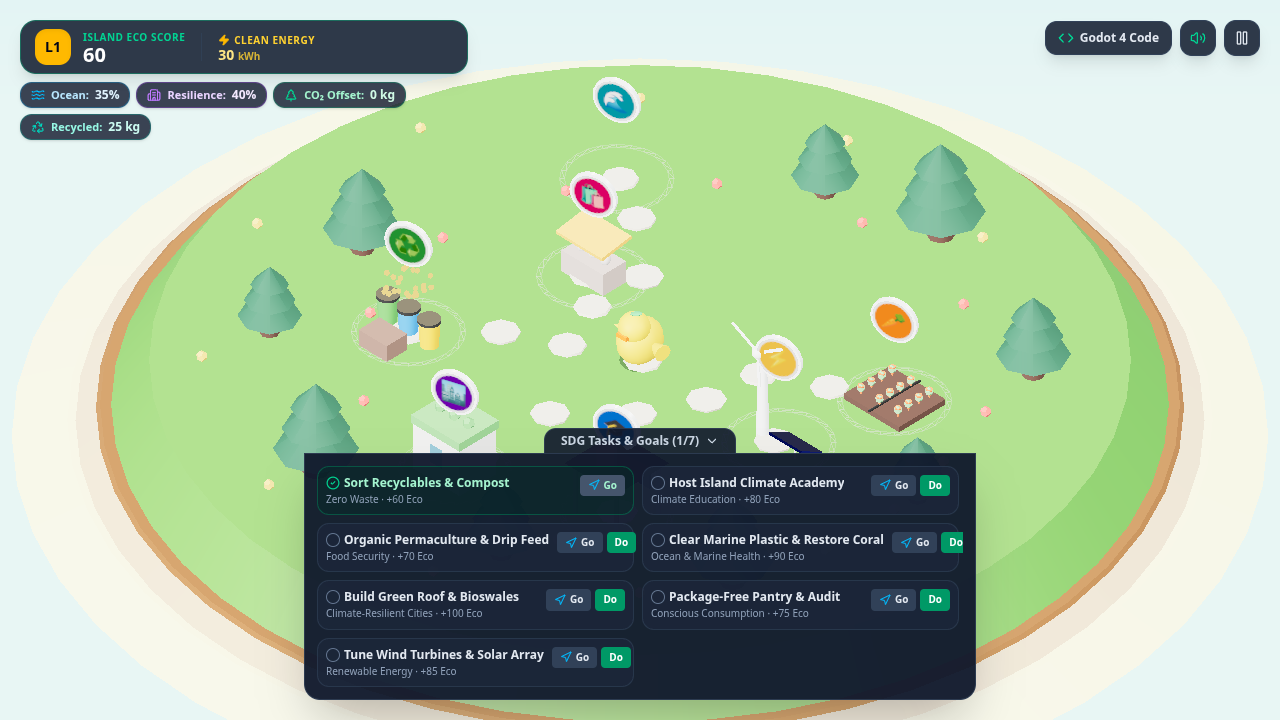 L1
ISLAND ECO SCORE
60
CLEAN ENERGY
30 kWh
Godot 4 Code
Ocean: 35%
Resilience: 40%
CO₂ Offset: 0 kg
Recycled: 25 kg
SDG Tasks & Goals (1/7)
Sort Recyclables & Compost
Zero Waste · +60 Eco
Go
Host Island Climate Academy
Climate Education · +80 Eco
Go
Do
Organic Permaculture & Drip Feed
Food Security · +70 Eco
Go
Do
Clear Marine Plastic & Restore Coral
Ocean & Marine Health · +90 Eco
Go
Do
Build Green Roof & Bioswales
Climate-Resilient Cities · +100 Eco
Go
Do
Package-Free Pantry & Audit
Conscious Consumption · +75 Eco
Go
Do
Tune Wind Turbines & Solar Array
Renewable Energy · +85 Eco
Go
Do